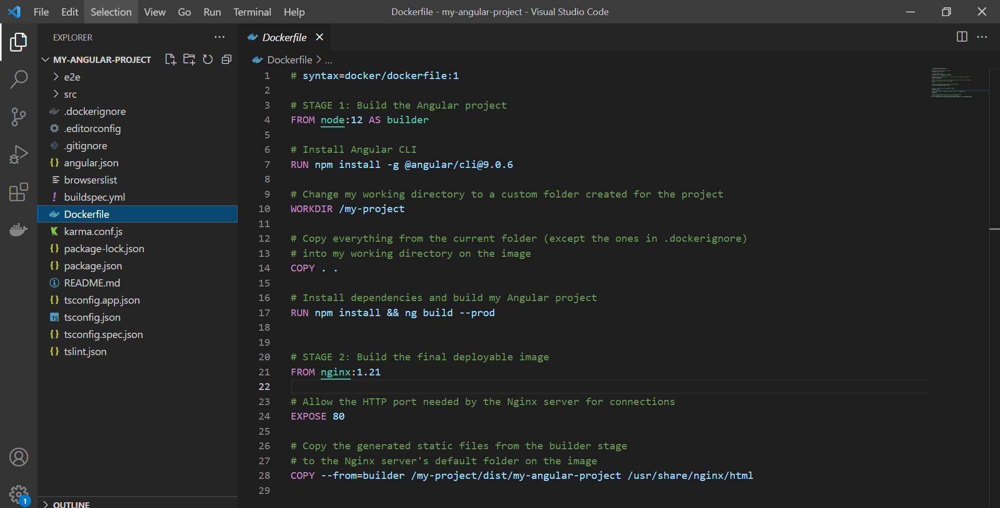 File Edit Selection View Go Run Terminal Help
Dockerfile - my-angular-project - Visual Studio Code
EXPLORER
MY-ANGULAR-PROJECT
e2e
src
.dockerignore
.editorconfig
.gitignore
angular.json
browserslist
buildspec.yml
Dockerfile
karma.conf.js
package-lock.json
package.json
README.md
tsconfig.app.json
tsconfig.json
tsconfig.spec.json
tslint.json
OUTLINE
1
Dockerfile
Dockerfile > ...
1 # syntax=docker/dockerfile:1
2
3 # STAGE 1: Build the Angular project
4 FROM node:12 AS builder
5
6 # Install Angular CLI
7 RUN npm install -g @angular/cli@9.0.6
8
9 # Change my working directory to a custom folder created for the project
10 WORKDIR /my-project
11
12 # Copy everything from the current folder (except the ones in .dockerignore)
13 # into my working directory on the image
14 COPY . .
15
16 # Install dependencies and build my Angular project
17 RUN npm install && ng build --prod
18
19
20 # STAGE 2: Build the final deployable image
21 FROM nginx:1.21
22
23 # Allow the HTTP port needed by the Nginx server for connections
24 EXPOSE 80
25
26 # Copy the generated static files from the builder stage
27 # to the Nginx server's default folder on the image
28 COPY --from=builder /my-project/dist/my-angular-project /usr/share/nginx/html
29